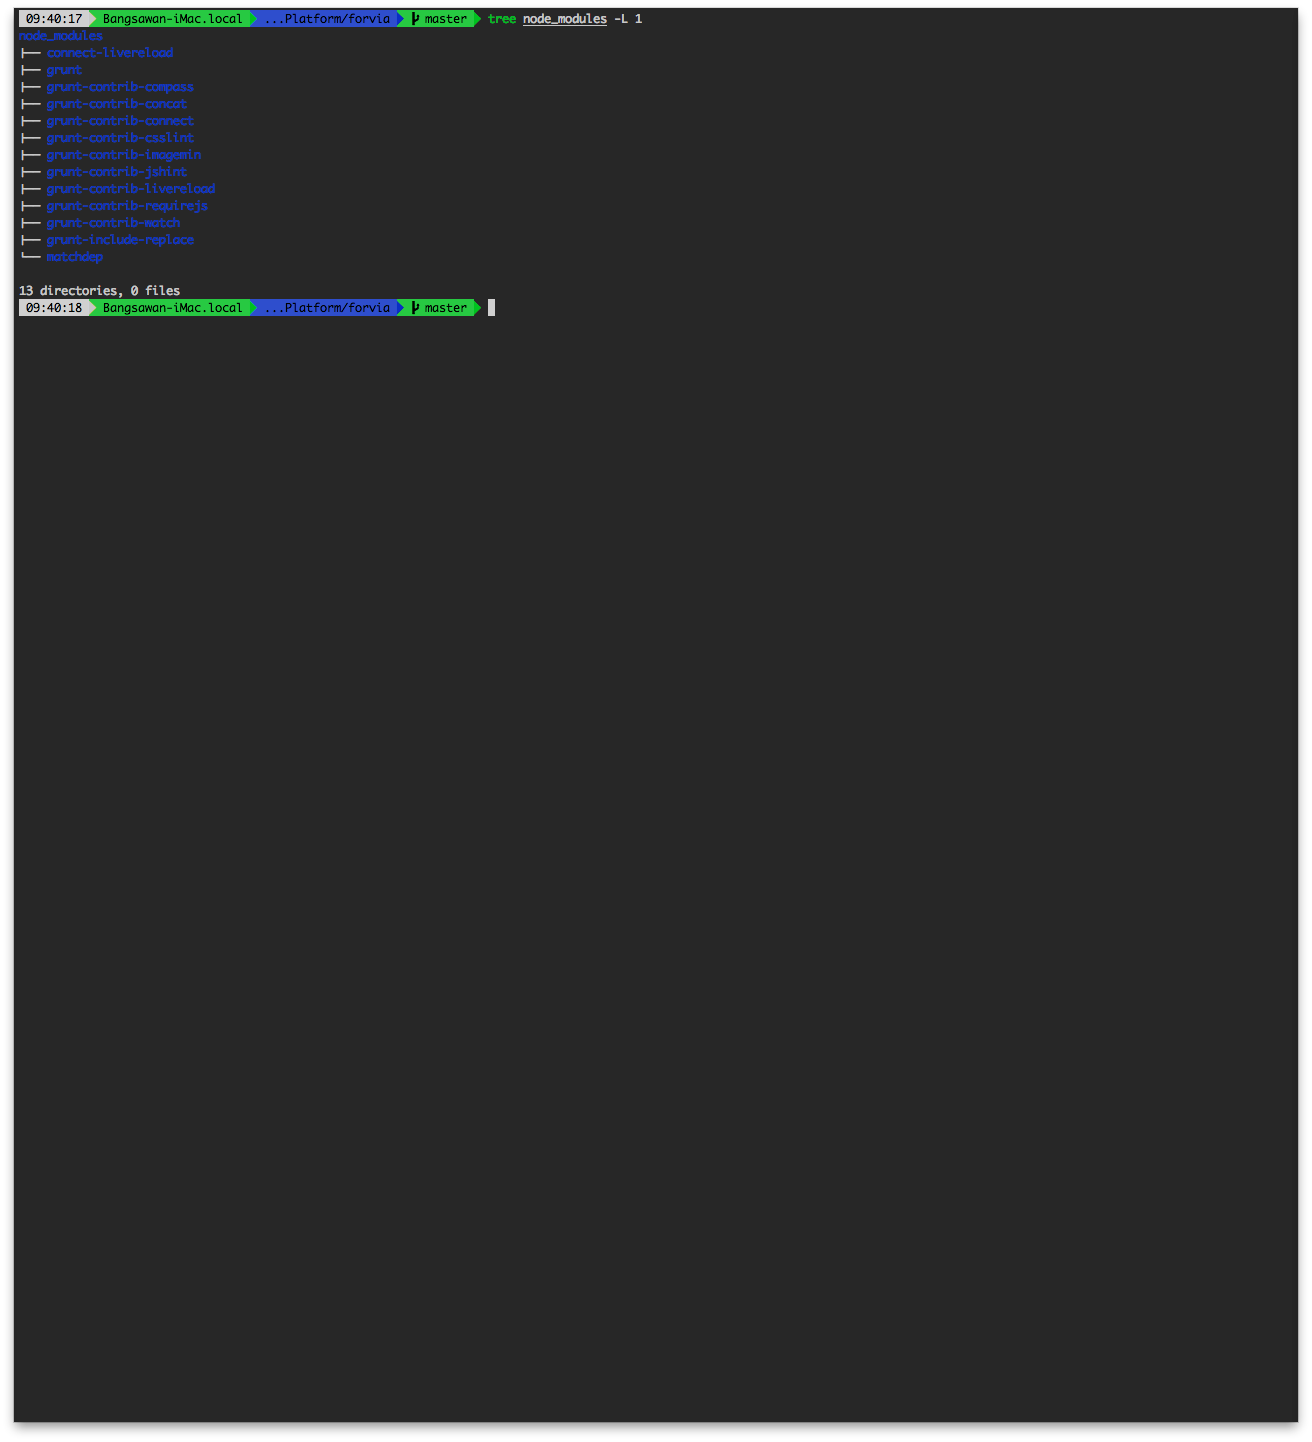 09:40:17 Bangsawan-iMac.local ...Platform/forvia master tree node_modules -L 1
node_modules
├── connect-livereload
├── grunt
├── grunt-contrib-compass
├── grunt-contrib-concat
├── grunt-contrib-connect
├── grunt-contrib-csslint
├── grunt-contrib-imagemin
├── grunt-contrib-jshint
├── grunt-contrib-livereload
├── grunt-contrib-requirejs
├── grunt-contrib-match
├── grunt-include-replace
└── matchdep
13 directories, 0 files
09:40:18 Bangsawan-iMac.local ...Platform/forvia master